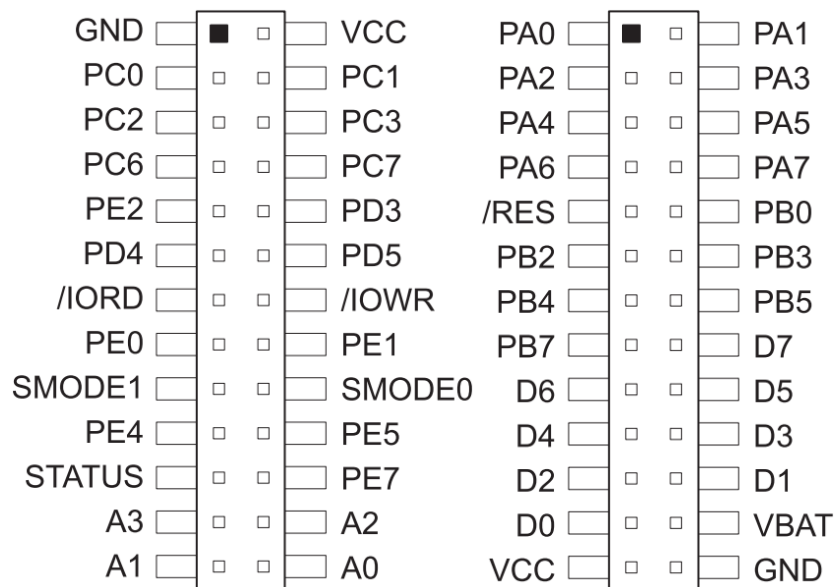 GND VCC PA0 PA1
PC0 PC1 PA2 PA3
PC2 PC3 PA4 PA5
PC6 PC7 PA6 PA7
PE2 PD3 /RES PB0
PD4 PD5 PB2 PB3
/IORD /IOWR PB4 PB5
PE0 PE1 PB7 D7
SMODE1 SMODE0 D6 D5
PE4 PE5 D4 D3
STATUS PE7 D2 D1
A3 A2 D0 VBAT
A1 A0 VCC GND